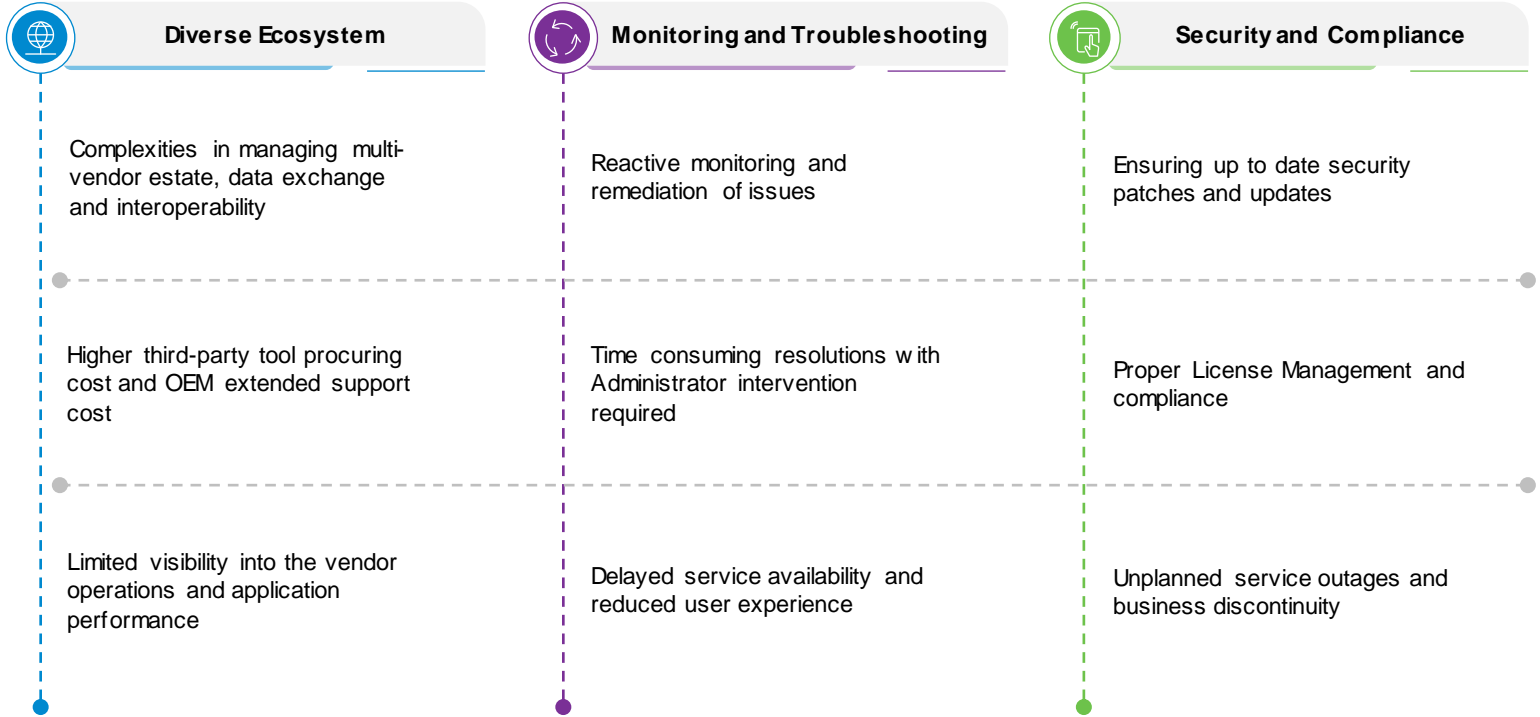 Diverse Ecosystem
Monitoring and Troubleshooting
Security and Compliance
Complexities in managing multi-
vendor estate, data exchange
and interoperability
Reactive monitoring and
remediation of issues
Ensuring up to date security
patches and updates
Higher third-party tool procuring
cost and OEM extended support
cost
Time consuming resolutions with
Administrator intervention
required
Proper License Management and
compliance
Limited visibility into the vendor
operations and application
performance
Delayed service availability and
reduced user experience
Unplanned service outages and
business discontinuity